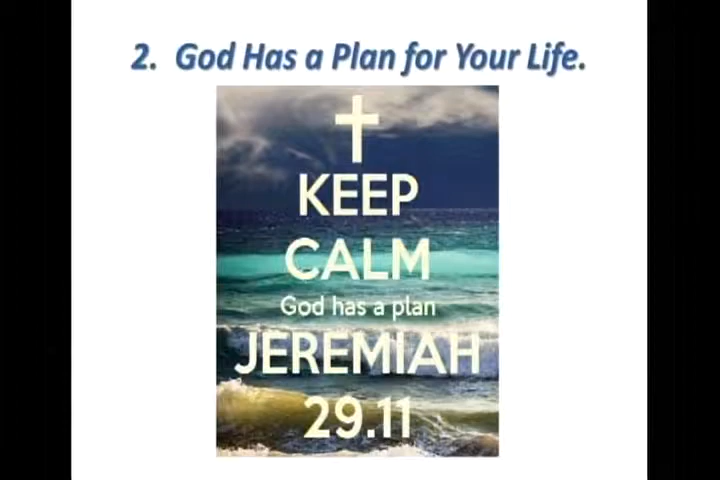 2. God Has a Plan for Your Life.
KEEP
CALM
God has a plan
JEREMIAH
29.11